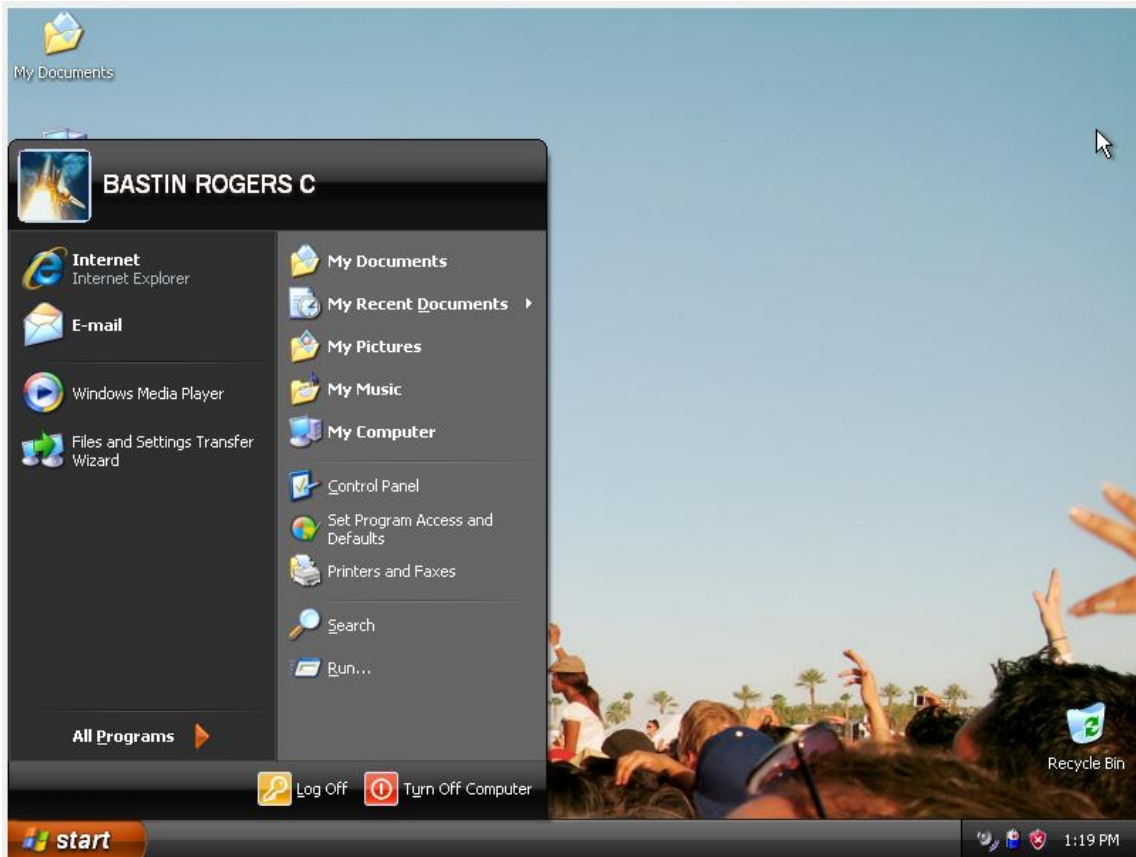 My Documents
BASTIN ROGERS C
Internet
Internet Explorer
E-mail
Windows Media Player
Files and Settings Transfer
Wizard
All Programs
My Documents
My Recent Documents
My Pictures
My Music
My Computer
Control Panel
Set Program Access and
Defaults
Printers and Faxes
Search
Run...
Log Off
Turn Off Computer
Recycle Bin
start
1:19 PM